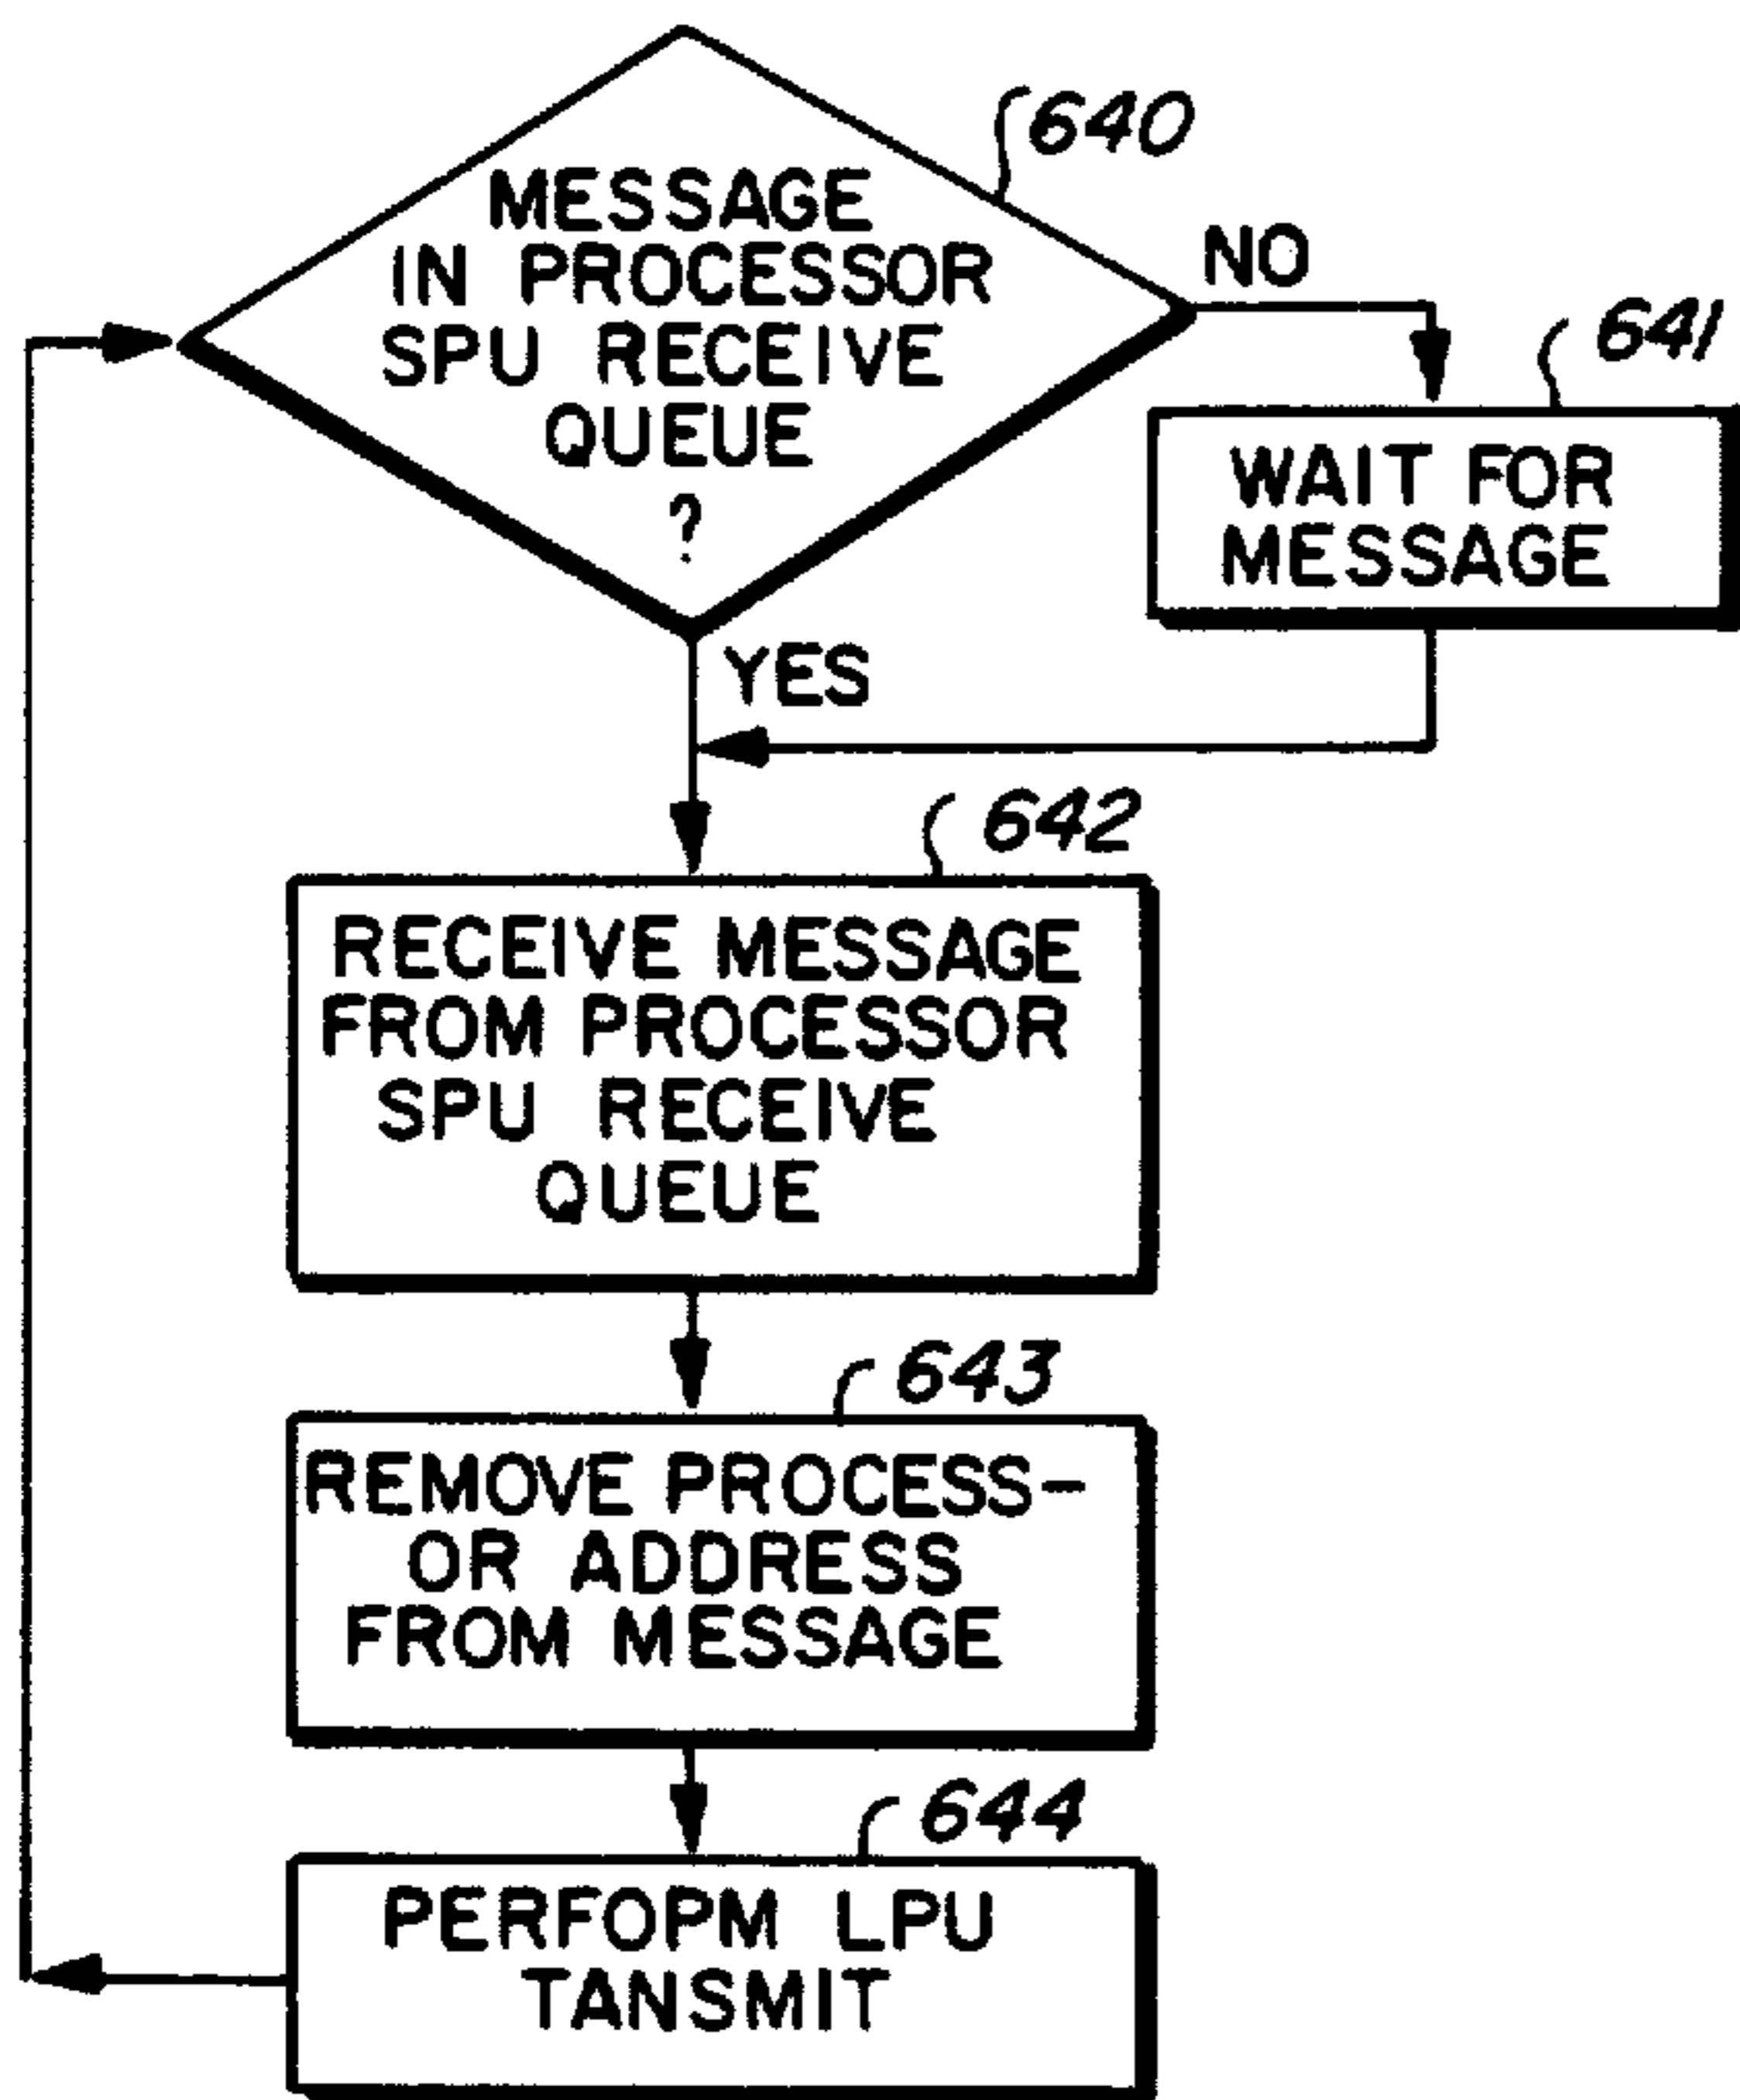 640
MESSAGE
IN PROCESSOR
SPU RECEIVE
QUEUE
?
NO
641
WAIT FOR
MESSAGE
YES
642
RECEIVE MESSAGE
FROM PROCESSOR
SPU RECEIVE
QUEUE
643
REMOVE PROCESS-
OR ADDRESS
FROM MESSAGE
644
PERFOPM LPU
TANSMIT